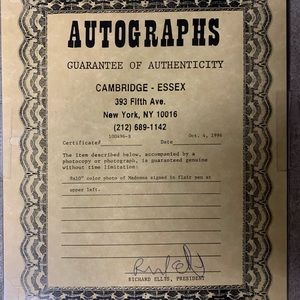 AUTOGRAPHS
GUARANTEE OF AUTHENTICITY
CAMBRIDGE - ESSEX
393 Fifth Ave.
New York, NY 10016
(212) 689-1142
Certificate# 100496-8 Date Oct. 4, 1996
The item described below, accompanied by a
photocopy or photograph, is guaranteed genuine
without time limitation:
8x10" color photo of Madonna signed in flair pen at
upper left.
RICHARD ELLIS, PRESIDENT